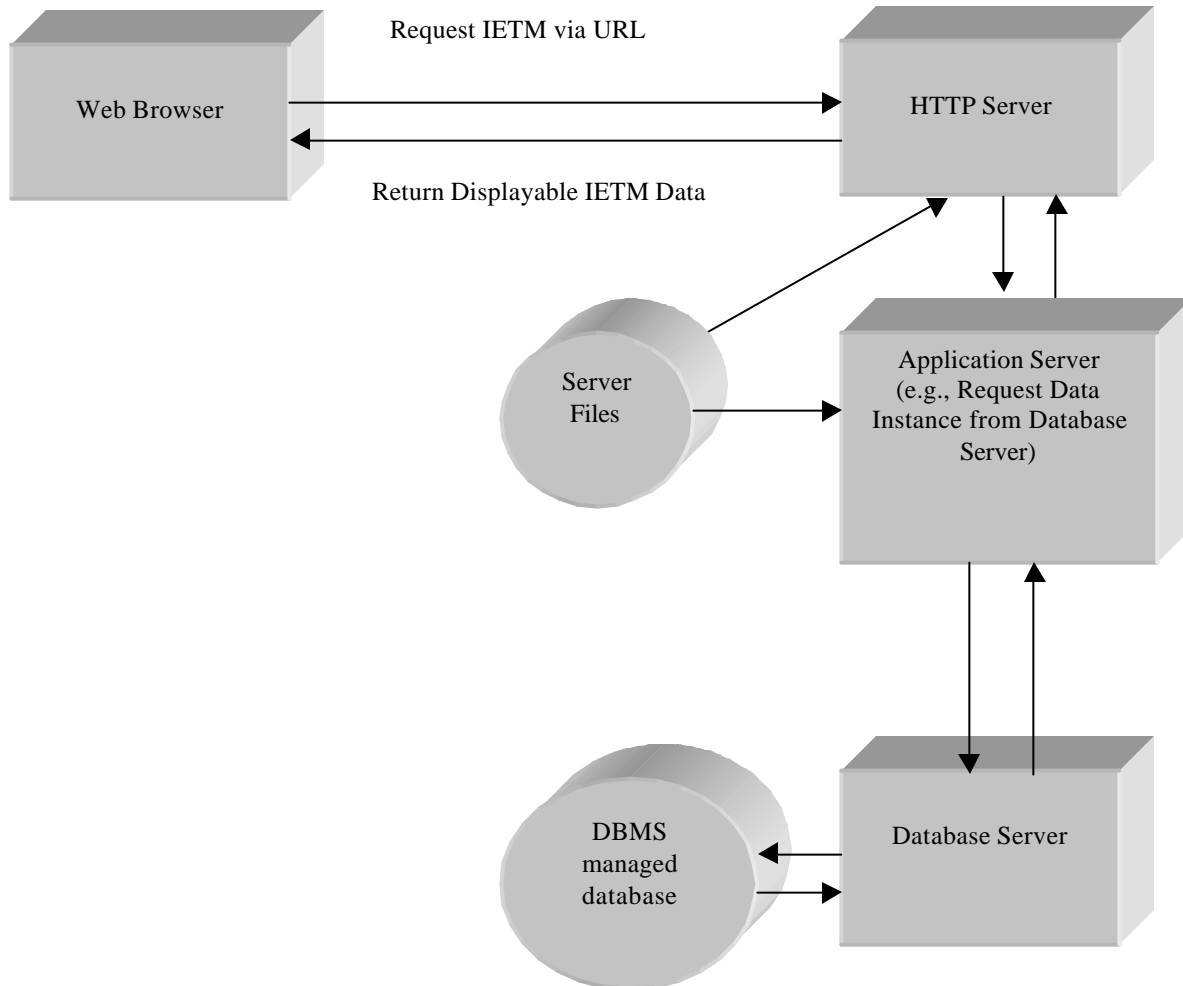 Request IETM via URL
Web Browser
HTTP Server
Return Displayable IETM Data
Server
Files
Application Server
(e.g., Request Data
Instance from Database
Server)
DBMS
managed
database
Database Server